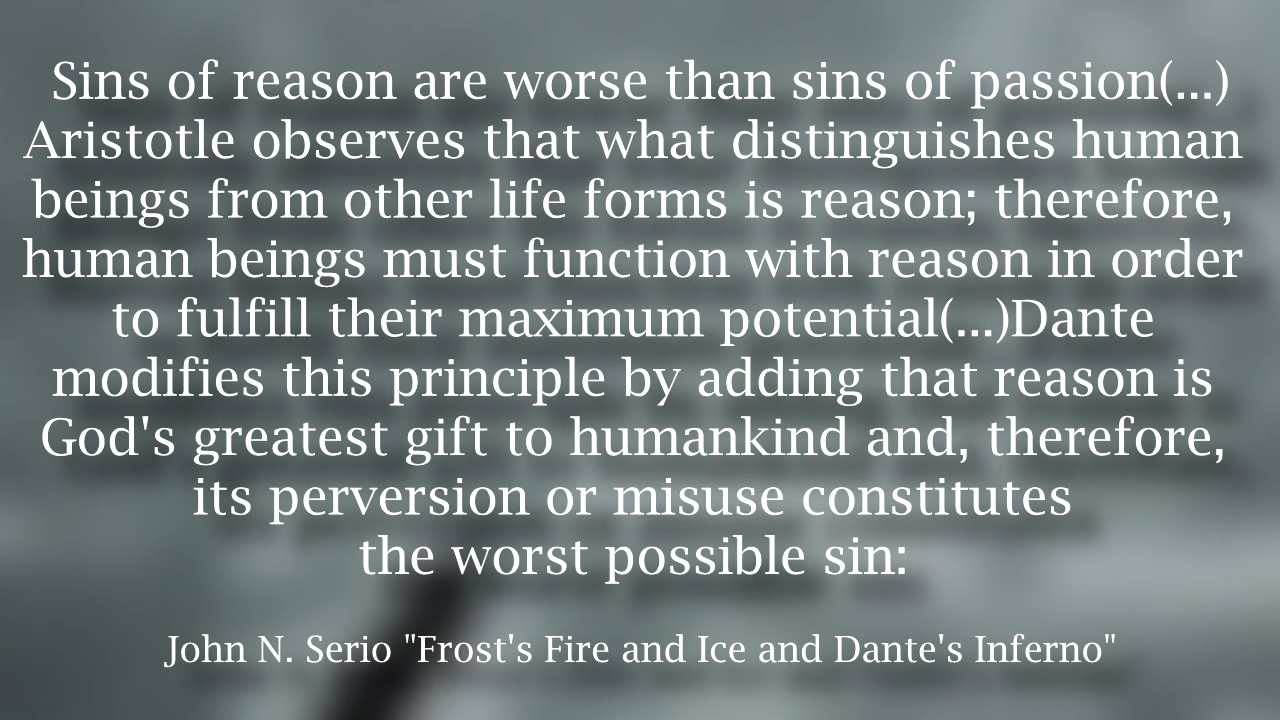 Sins of reason are worse than sins of passion(...)
Aristotle observes that what distinguishes human
beings from other life forms is reason; therefore,
human beings must function with reason in order
to fulfill their maximum potential(...)Dante
modifies this principle by adding that reason is
God's greatest gift to humankind and, therefore,
its perversion or misuse constitutes
the worst possible sin:
John N. Serio "Frost's Fire and Ice and Dante's Inferno"